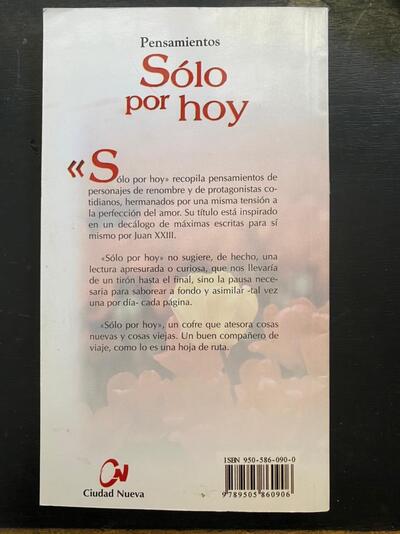 Pensamientos
Sólo
por hoy
«Sólo por hoy» recopila pensamientos de
personajes de renombre y de protagonistas co-
tidianos, hermanados por una misma tensión a
la perfección del amor. Su título está inspirado
en un decálogo de máximas escritas para sí
mismo por Juan XXIII.
«Sólo por hoy» no sugiere, de hecho, una
lectura apresurada o curiosa, que nos llevaría
de un tirón hasta el final, sino la pausa nece-
saria para saborear a fondo y asimilar -tal vez
una por día- cada página.
«Sólo por hoy», un cofre que atesora cosas
nuevas y cosas viejas. Un buen compañero de
viaje, como lo es una hoja de ruta.
ISBN 950-586-090-0
9789505860906
Ciudad Nueva